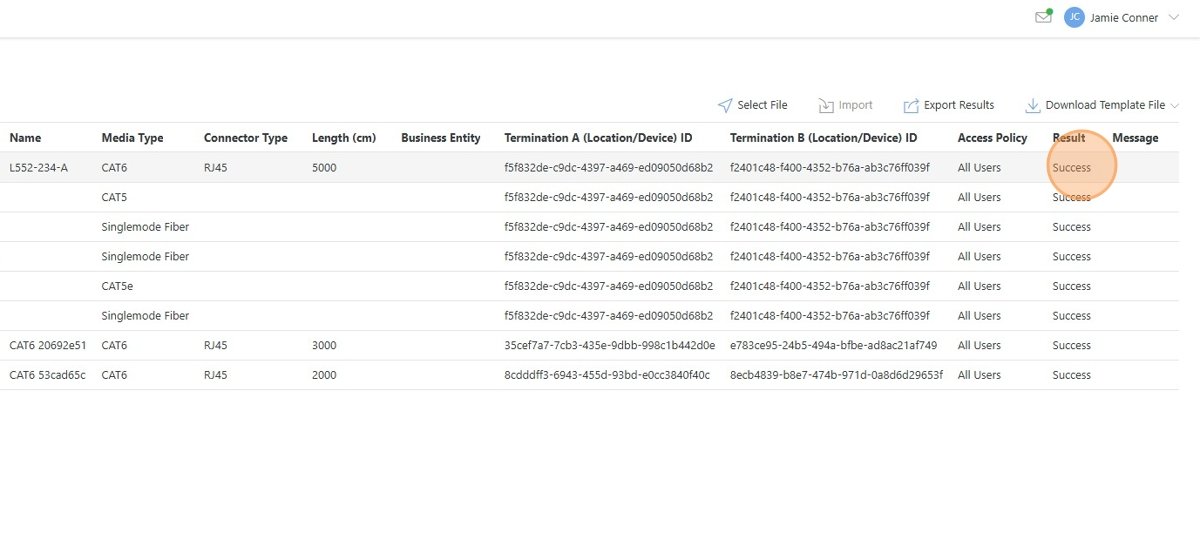 JC Jamie Conner
Select File Import Export Results Download Template File
Name Media Type Connector Type Length (cm) Business Entity Termination A (Location/Device) ID Termination B (Location/Device) ID Access Policy Result Message
L552-234-A CAT6 RJ45 5000 f5f832de-c9dc-4397-a469-ed09050d68b2 f2401c48-f400-4352-b76a-ab3c76ff039f All Users Success
CAT5 f5f832de-c9dc-4397-a469-ed09050d68b2 f2401c48-f400-4352-b76a-ab3c76ff039f All Users Success
Singlemode Fiber f5f832de-c9dc-4397-a469-ed09050d68b2 f2401c48-f400-4352-b76a-ab3c76ff039f All Users Success
Singlemode Fiber f5f832de-c9dc-4397-a469-ed09050d68b2 f2401c48-f400-4352-b76a-ab3c76ff039f All Users Success
CAT5e f5f832de-c9dc-4397-a469-ed09050d68b2 f2401c48-f400-4352-b76a-ab3c76ff039f All Users Success
Singlemode Fiber f5f832de-c9dc-4397-a469-ed09050d68b2 f2401c48-f400-4352-b76a-ab3c76ff039f All Users Success
CAT6 20692e51 CAT6 RJ45 3000 35cef7a7-7cb3-435e-9dbb-998c1b442d0e e783ce95-24b5-494a-bfbe-ad8ac21af749 All Users Success
CAT6 53cad65c CAT6 RJ45 2000 8cdddff3-6943-455d-93bd-e0cc3840f40c 8ecb4839-b8e7-474b-971d-0a8d6d29653f All Users Success